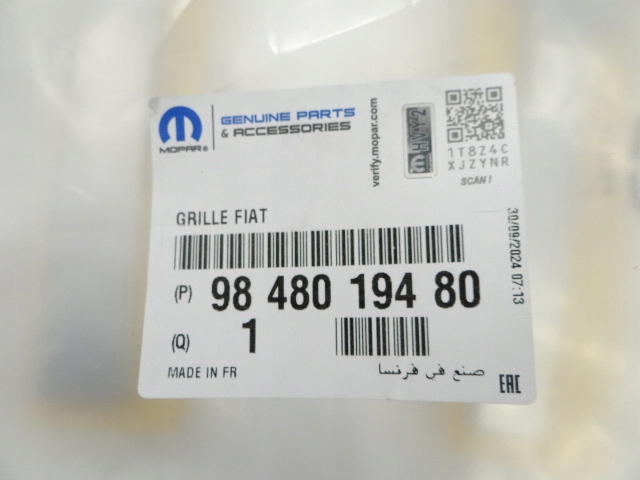 MOPAR®
GENUINE PARTS
& ACCESSORIES
verify.mopar.com
HVY2
1T8Z4C
XJZYNR
SCAN !
GRILLE FIAT
30/09/2024 07:13
(P) 98 480 194 80
(Q) 1
MADE IN FR
صنع في فرنسا
EAC